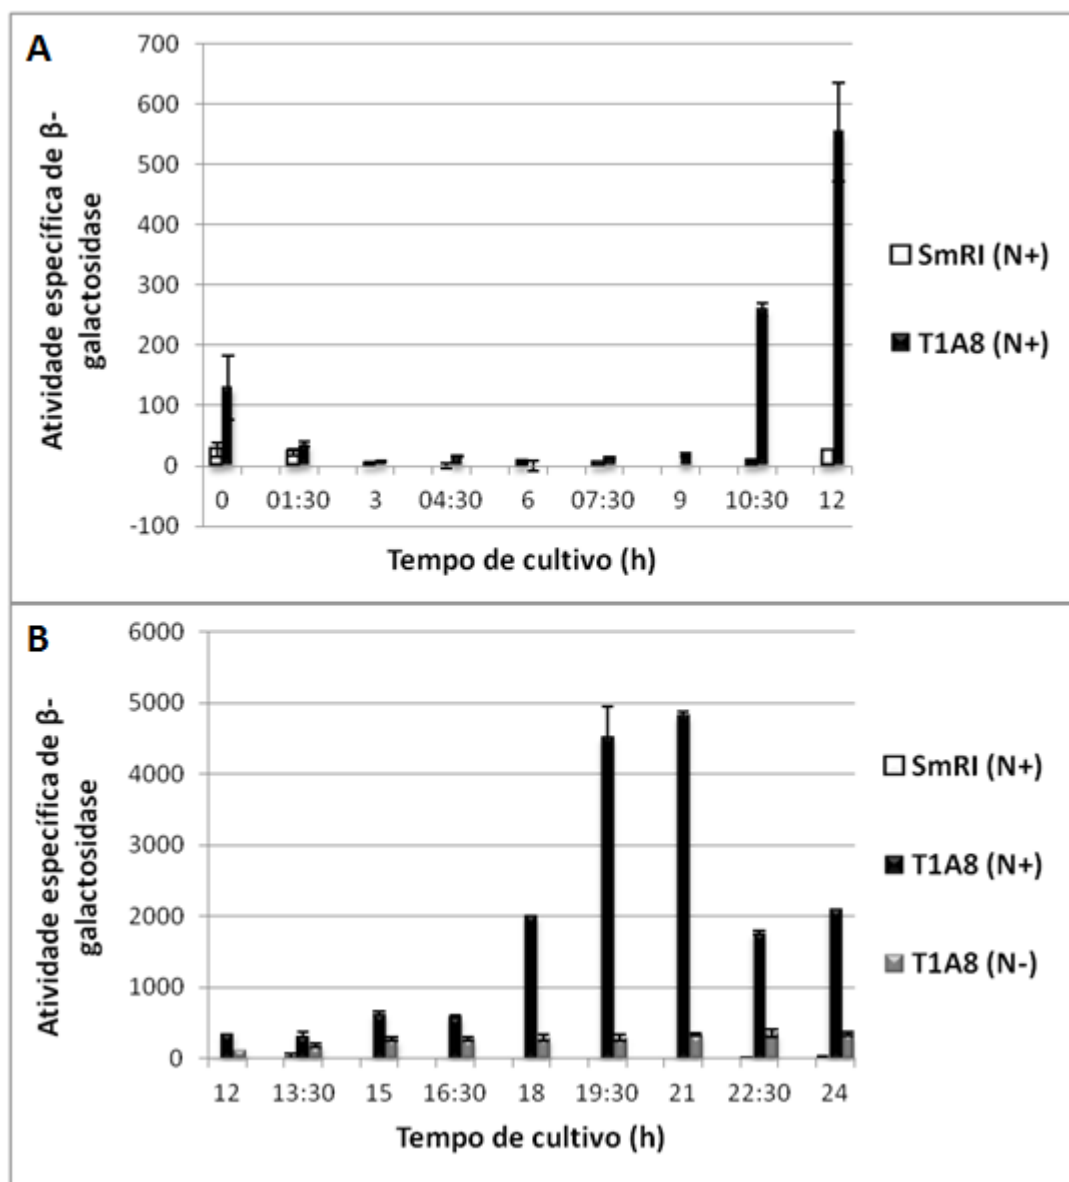 A
700
600
500
400
300
200
100
0
-100
Atividade específica de β-
galactosidase
0 01:30 3 04:30 6 07:30 9 10:30 12
Tempo de cultivo (h)
SmRI (N+)
T1A8 (N+)
B
6000
5000
4000
3000
2000
1000
0
Atividade específica de β-
galactosidase
12 13:30 15 16:30 18 19:30 21 22:30 24
Tempo de cultivo (h)
SmRI (N+)
T1A8 (N+)
T1A8 (N-)